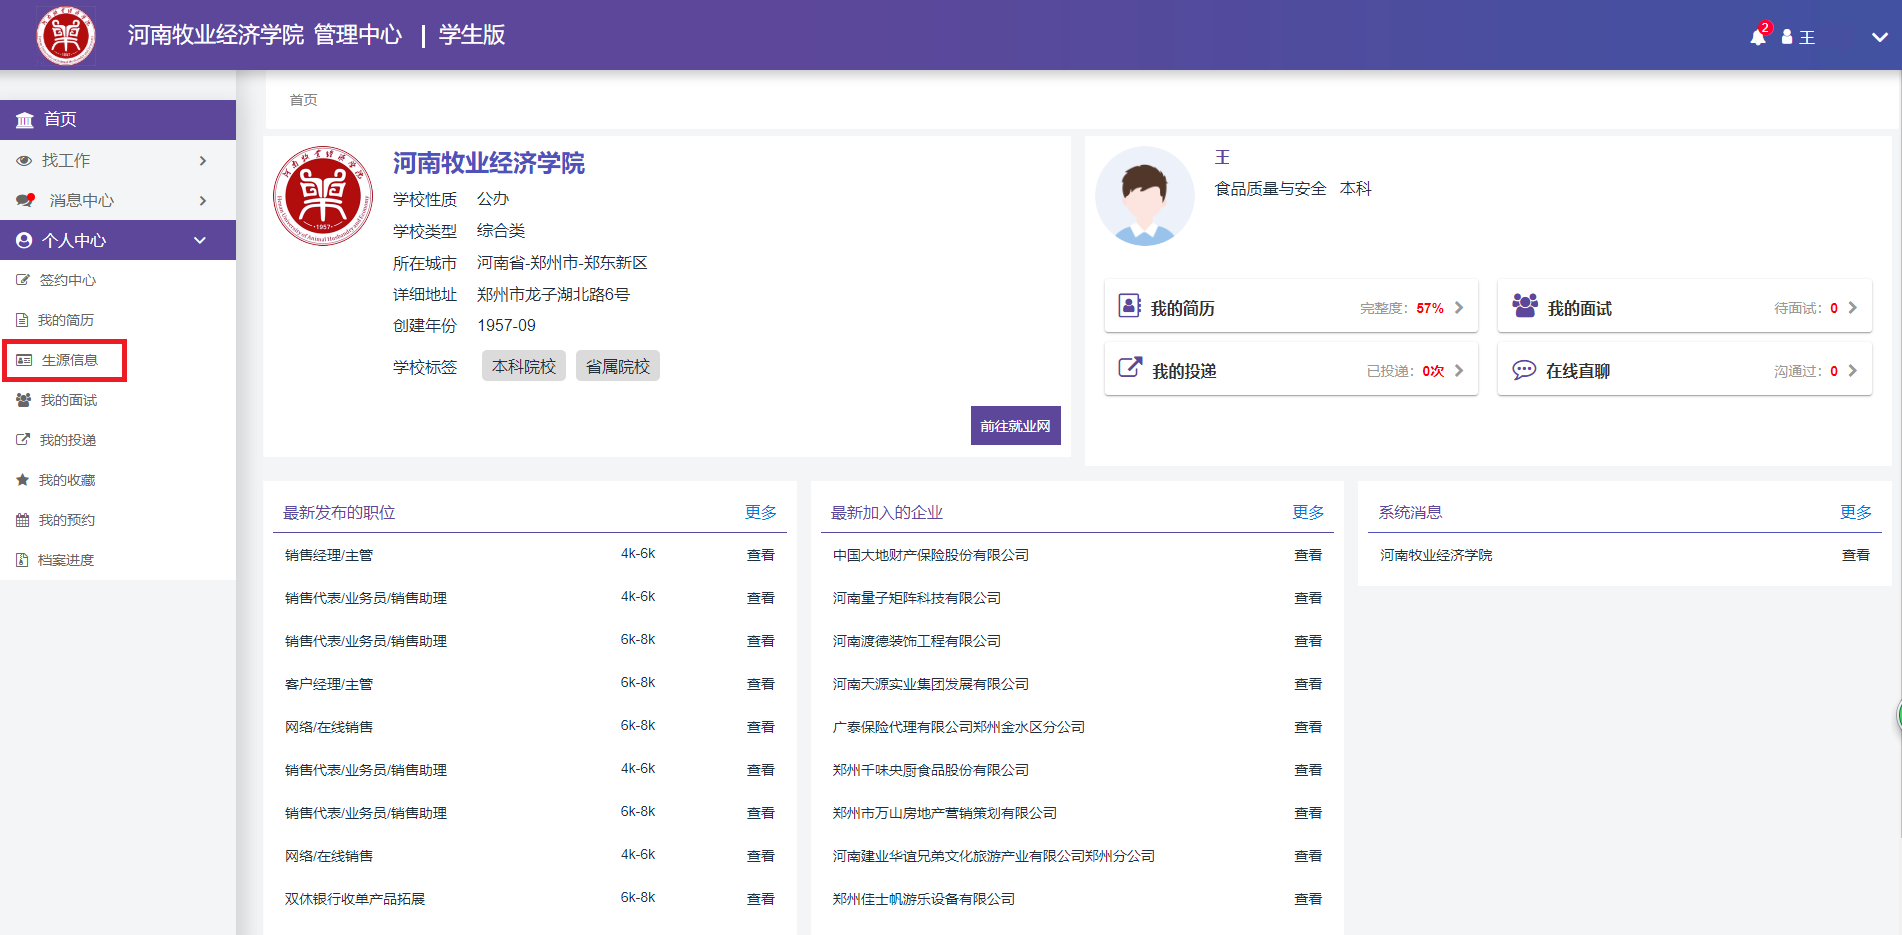 河南牧业经济学院 管理中心 | 学生版
2
王
首页
找工作
消息中心
个人中心
签约中心
我的简历
生源信息
我的面试
我的投递
我的收藏
我的预约
档案进度
首页
河南牧业经济学院
学校性质 公办
学校类型 综合类
所在城市 河南省-郑州市-郑东新区
详细地址 郑州市龙子湖北路6号
创建年份 1957-09
学校标签 本科院校 省属院校
前往就业网
王
食品质量与安全 本科
我的简历 完整度：57%
我的面试 待面试：0
我的投递 已投递：0次
在线直聊 沟通过：0
最新发布的职位 更多
销售经理/主管 4k-6k 查看
销售代表/业务员/销售助理 4k-6k 查看
销售代表/业务员/销售助理 6k-8k 查看
客户经理/主管 6k-8k 查看
网络/在线销售 6k-8k 查看
销售代表/业务员/销售助理 4k-6k 查看
销售代表/业务员/销售助理 6k-8k 查看
网络/在线销售 4k-6k 查看
双休银行收单产品拓展 6k-8k 查看
最新加入的企业 更多
中国大地财产保险股份有限公司 查看
河南量子矩阵科技有限公司 查看
河南渡德装饰工程有限公司 查看
河南天源实业集团发展有限公司 查看
广泰保险代理有限公司郑州金水区分公司 查看
郑州千味央厨食品股份有限公司 查看
郑州市万山房地产营销策划有限公司 查看
河南建业华谊兄弟文化旅游产业有限公司郑州分公司 查看
郑州佳士帆游乐设备有限公司 查看
系统消息 更多
河南牧业经济学院 查看